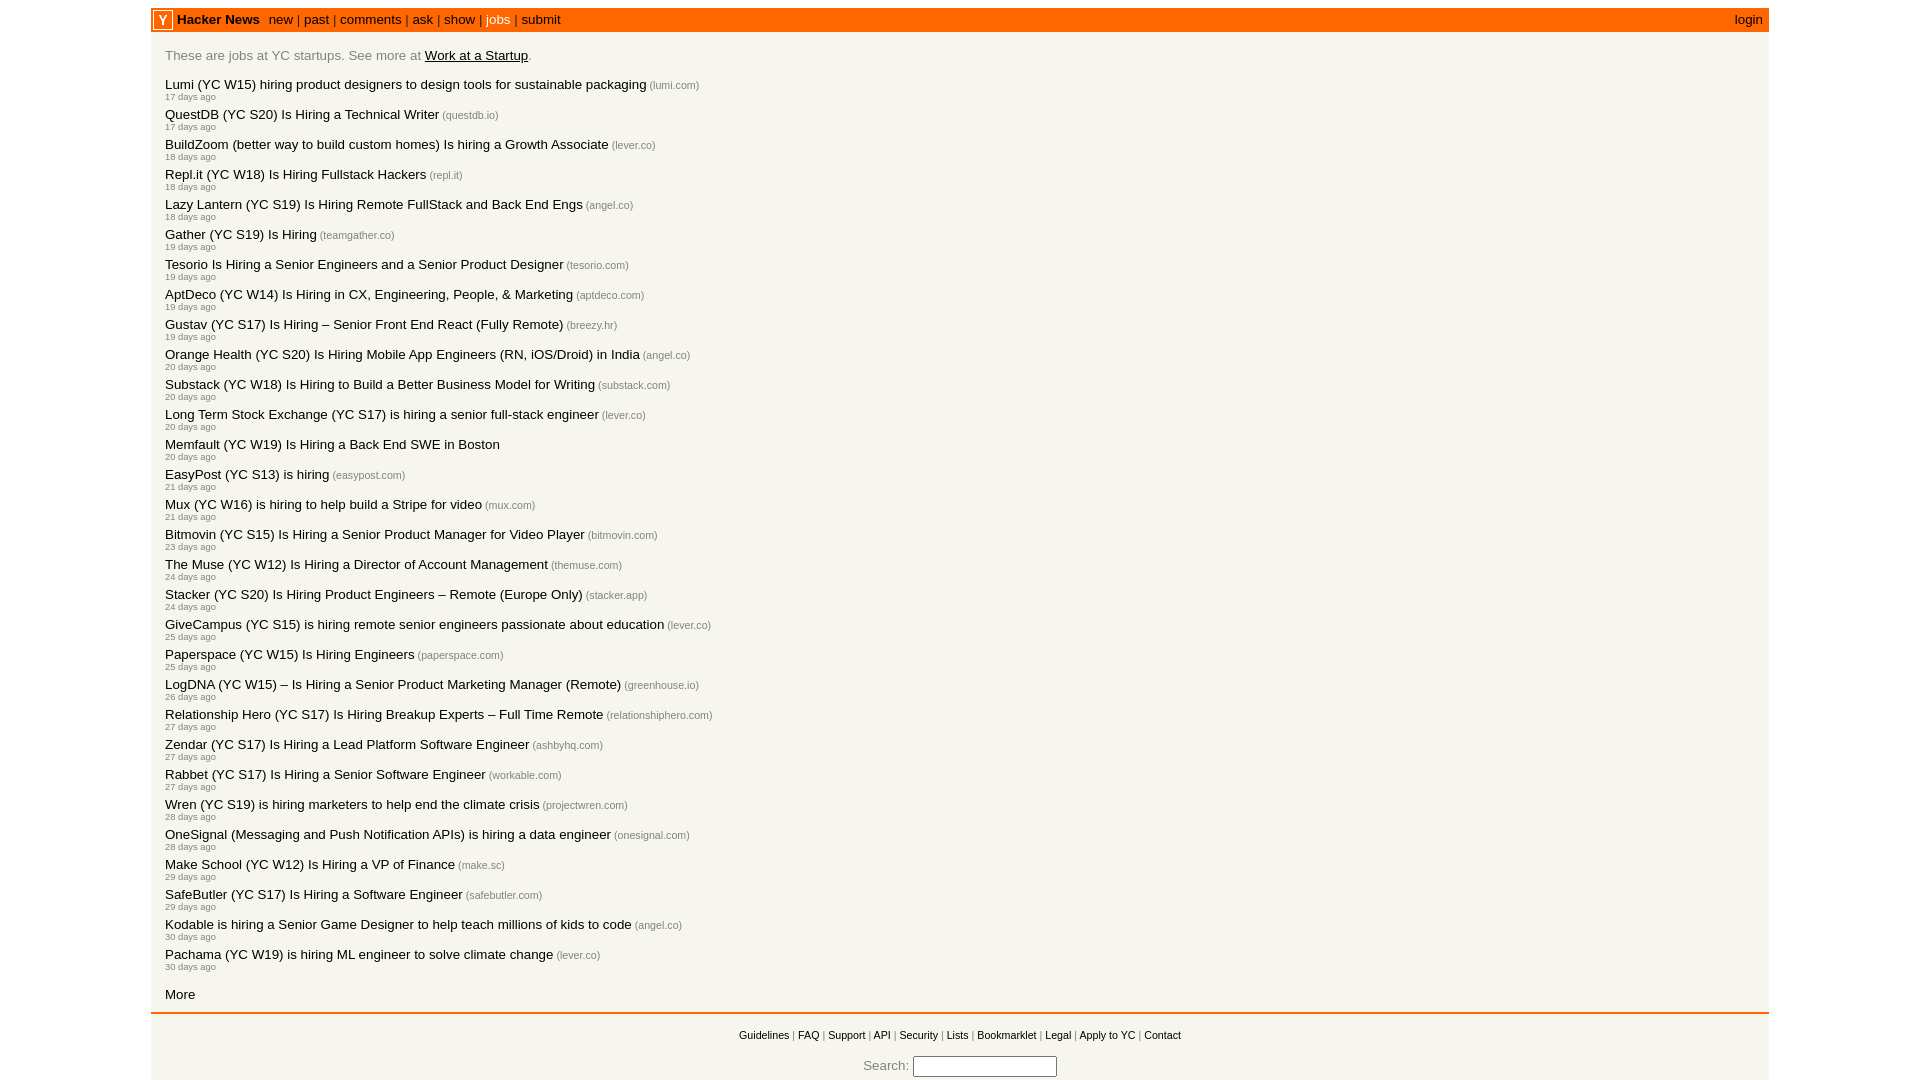 Y Hacker News new | past | comments | ask | show | jobs | submit login
These are jobs at YC startups. See more at Work at a Startup.
Lumi (YC W15) hiring product designers to design tools for sustainable packaging (lumi.com)
17 days ago
QuestDB (YC S20) Is Hiring a Technical Writer (questdb.io)
17 days ago
BuildZoom (better way to build custom homes) Is hiring a Growth Associate (lever.co)
18 days ago
Repl.it (YC W18) Is Hiring Fullstack Hackers (repl.it)
18 days ago
Lazy Lantern (YC S19) Is Hiring Remote FullStack and Back End Engs (angel.co)
18 days ago
Gather (YC S19) Is Hiring (teamgather.co)
19 days ago
Tesorio Is Hiring a Senior Engineers and a Senior Product Designer (tesorio.com)
19 days ago
AptDeco (YC W14) Is Hiring in CX, Engineering, People, & Marketing (aptdeco.com)
19 days ago
Gustav (YC S17) Is Hiring – Senior Front End React (Fully Remote) (breezy.hr)
19 days ago
Orange Health (YC S20) Is Hiring Mobile App Engineers (RN, iOS/Droid) in India (angel.co)
20 days ago
Substack (YC W18) Is Hiring to Build a Better Business Model for Writing (substack.com)
20 days ago
Long Term Stock Exchange (YC S17) is hiring a senior full-stack engineer (lever.co)
20 days ago
Memfault (YC W19) Is Hiring a Back End SWE in Boston
20 days ago
EasyPost (YC S13) is hiring (easypost.com)
21 days ago
Mux (YC W16) is hiring to help build a Stripe for video (mux.com)
21 days ago
Bitmovin (YC S15) Is Hiring a Senior Product Manager for Video Player (bitmovin.com)
23 days ago
The Muse (YC W12) Is Hiring a Director of Account Management (themuse.com)
24 days ago
Stacker (YC S20) Is Hiring Product Engineers – Remote (Europe Only) (stacker.app)
24 days ago
GiveCampus (YC S15) is hiring remote senior engineers passionate about education (lever.co)
25 days ago
Paperspace (YC W15) Is Hiring Engineers (paperspace.com)
25 days ago
LogDNA (YC W15) – Is Hiring a Senior Product Marketing Manager (Remote) (greenhouse.io)
26 days ago
Relationship Hero (YC S17) Is Hiring Breakup Experts – Full Time Remote (relationshiphero.com)
27 days ago
Zendar (YC S17) Is Hiring a Lead Platform Software Engineer (ashbyhq.com)
27 days ago
Rabbet (YC S17) Is Hiring a Senior Software Engineer (workable.com)
27 days ago
Wren (YC S19) is hiring marketers to help end the climate crisis (projectwren.com)
28 days ago
OneSignal (Messaging and Push Notification APIs) is hiring a data engineer (onesignal.com)
28 days ago
Make School (YC W12) Is Hiring a VP of Finance (make.sc)
29 days ago
SafeButler (YC S17) Is Hiring a Software Engineer (safebutler.com)
29 days ago
Kodable is hiring a Senior Game Designer to help teach millions of kids to code (angel.co)
30 days ago
Pachama (YC W19) is hiring ML engineer to solve climate change (lever.co)
30 days ago
More
Guidelines | FAQ | Support | API | Security | Lists | Bookmarklet | Legal | Apply to YC | Contact
Search: